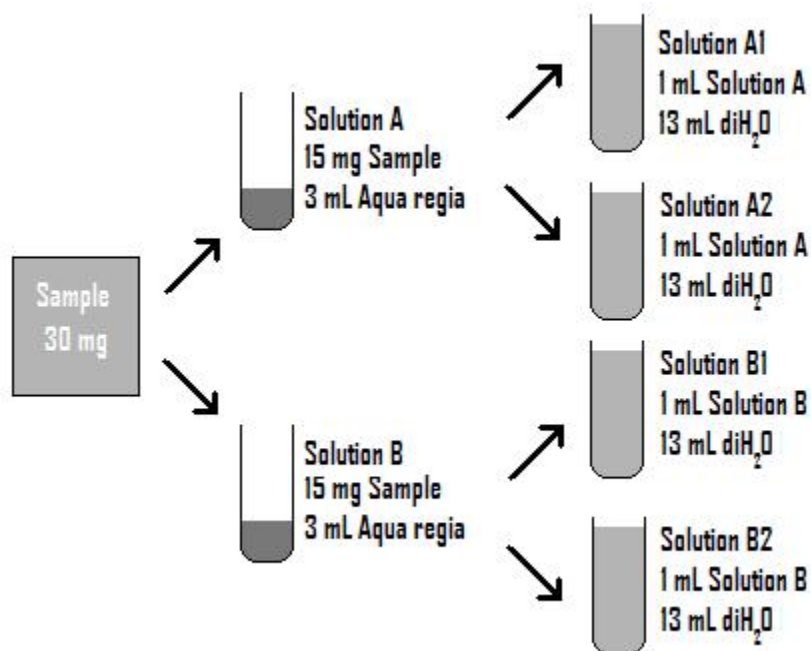 Solution A1
1 mL Solution A
13 mL diH₂O
Solution A
15 mg Sample
3 mL Aqua regia
Solution A2
1 mL Solution A
13 mL diH₂O
Sample
30 mg
Solution B1
1 mL Solution B
13 mL diH₂O
Solution B
15 mg Sample
3 mL Aqua regia
Solution B2
1 mL Solution B
13 mL diH₂O